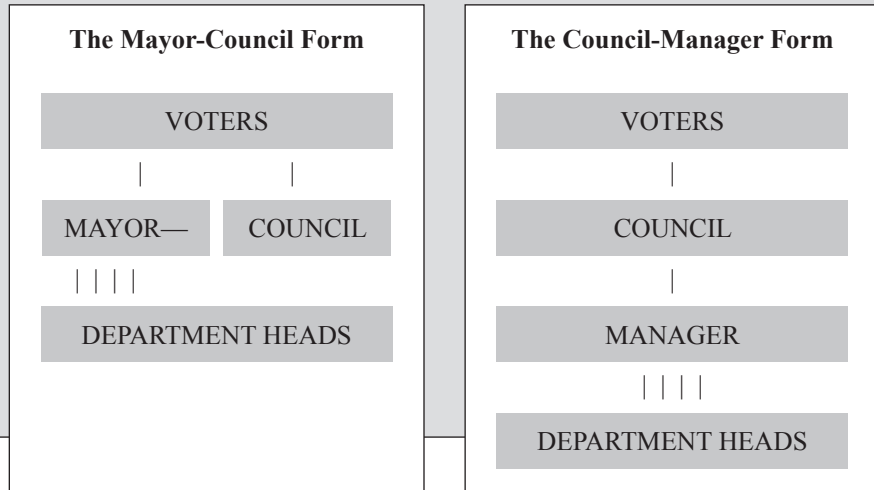 The Mayor-Council Form
VOTERS
MAYOR—
COUNCIL
DEPARTMENT HEADS
The Council-Manager Form
VOTERS
COUNCIL
MANAGER
DEPARTMENT HEADS